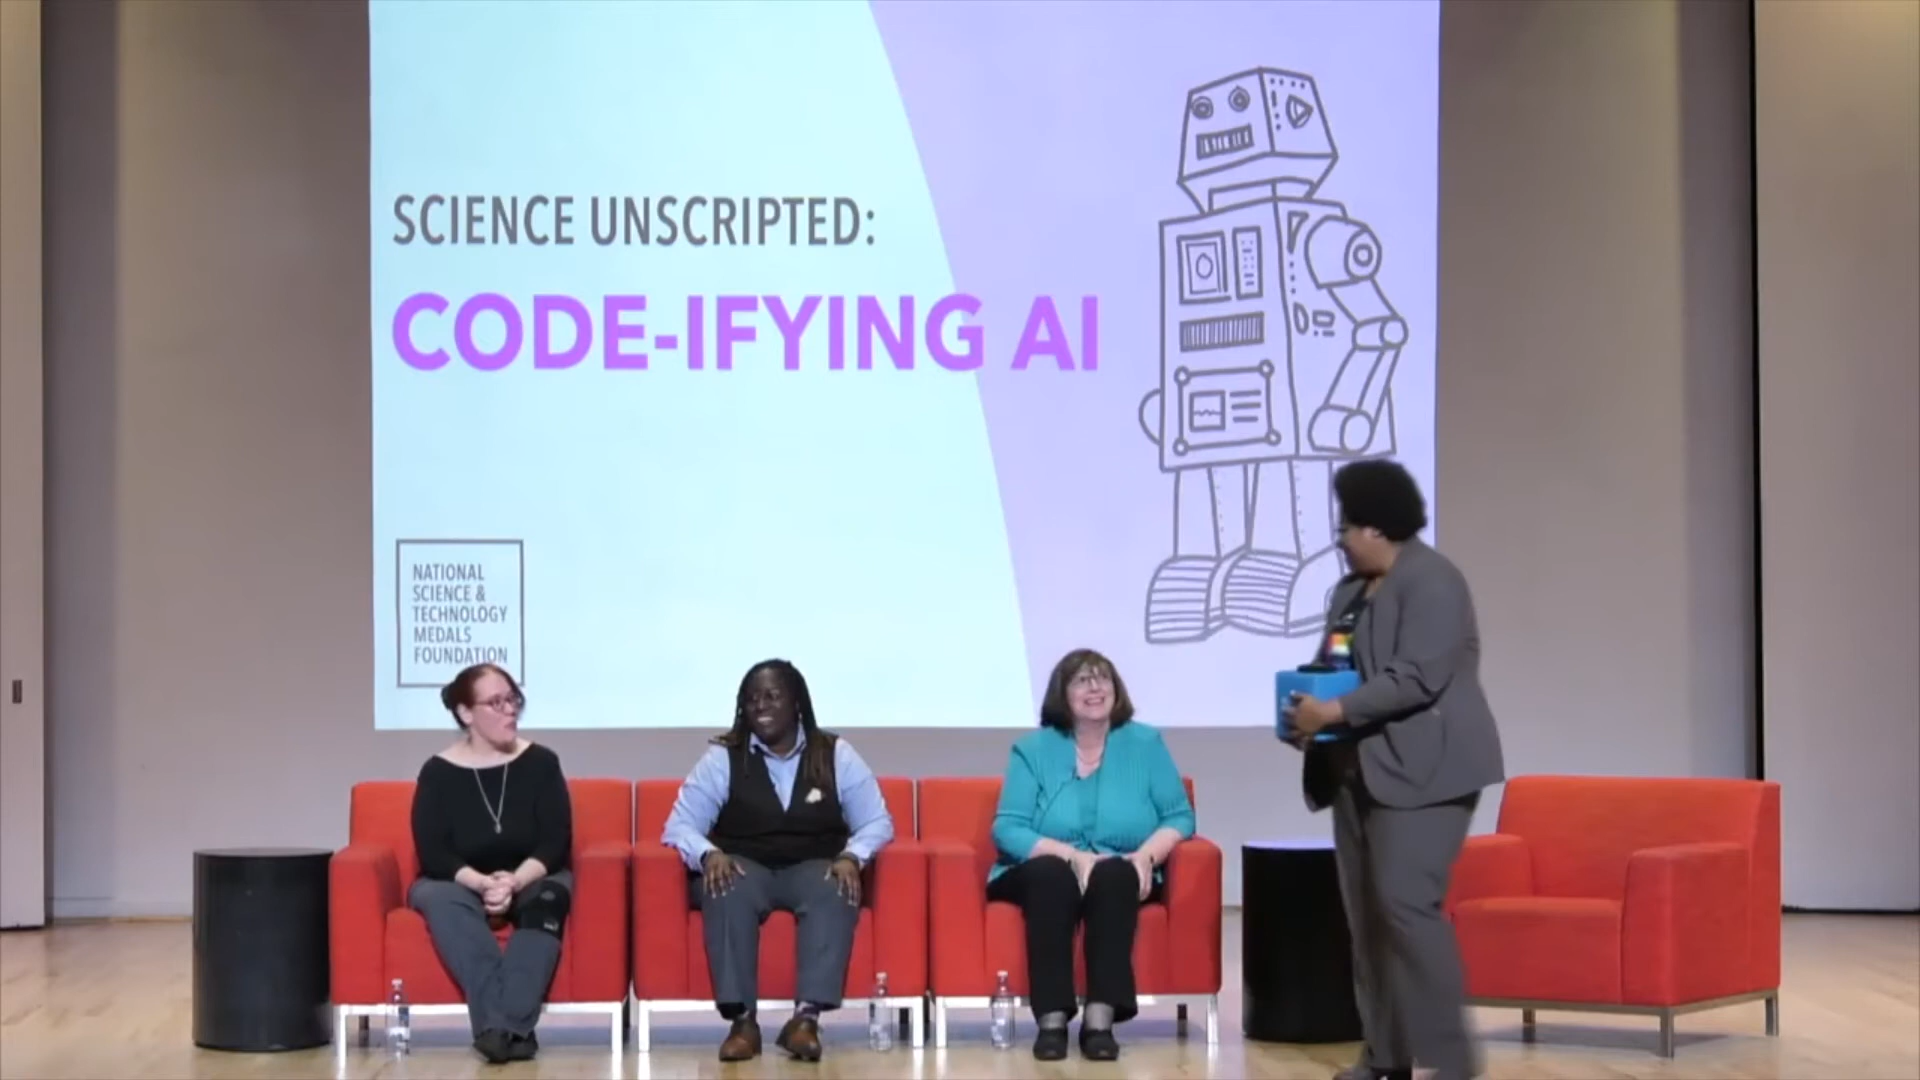 SCIENCE UNSCRIPTED:
CODE-IFYING AI
NATIONAL
SCIENCE &
TECHNOLOGY
MEDALS
FOUNDATION